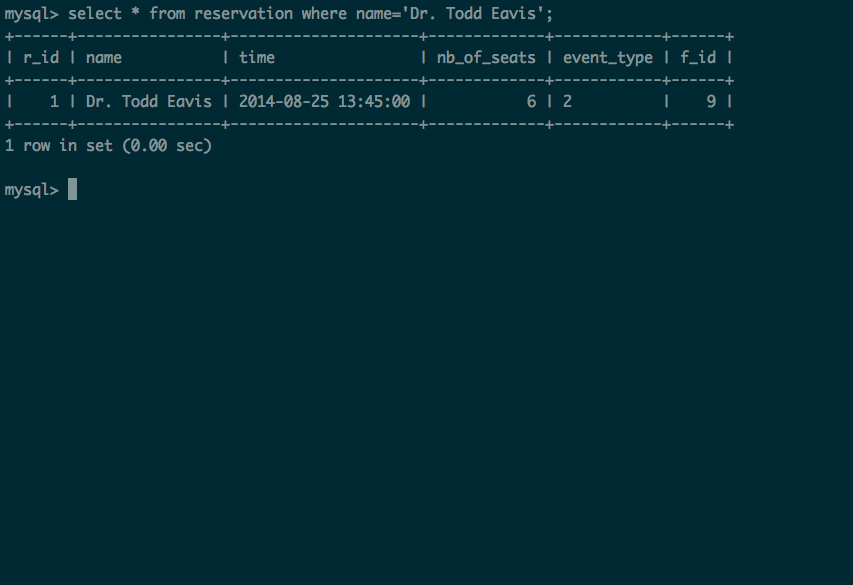 mysql> select * from reservation where name='Dr. Todd Eavis';
+------+----------------+---------------------+-------------+------------+------+
| r_id | name           | time                | nb_of_seats | event_type | f_id |
+------+----------------+---------------------+-------------+------------+------+
|    1 | Dr. Todd Eavis | 2014-08-25 13:45:00 |           6 | 2          |    9 |
+------+----------------+---------------------+-------------+------------+------+
1 row in set (0.00 sec)
mysql>